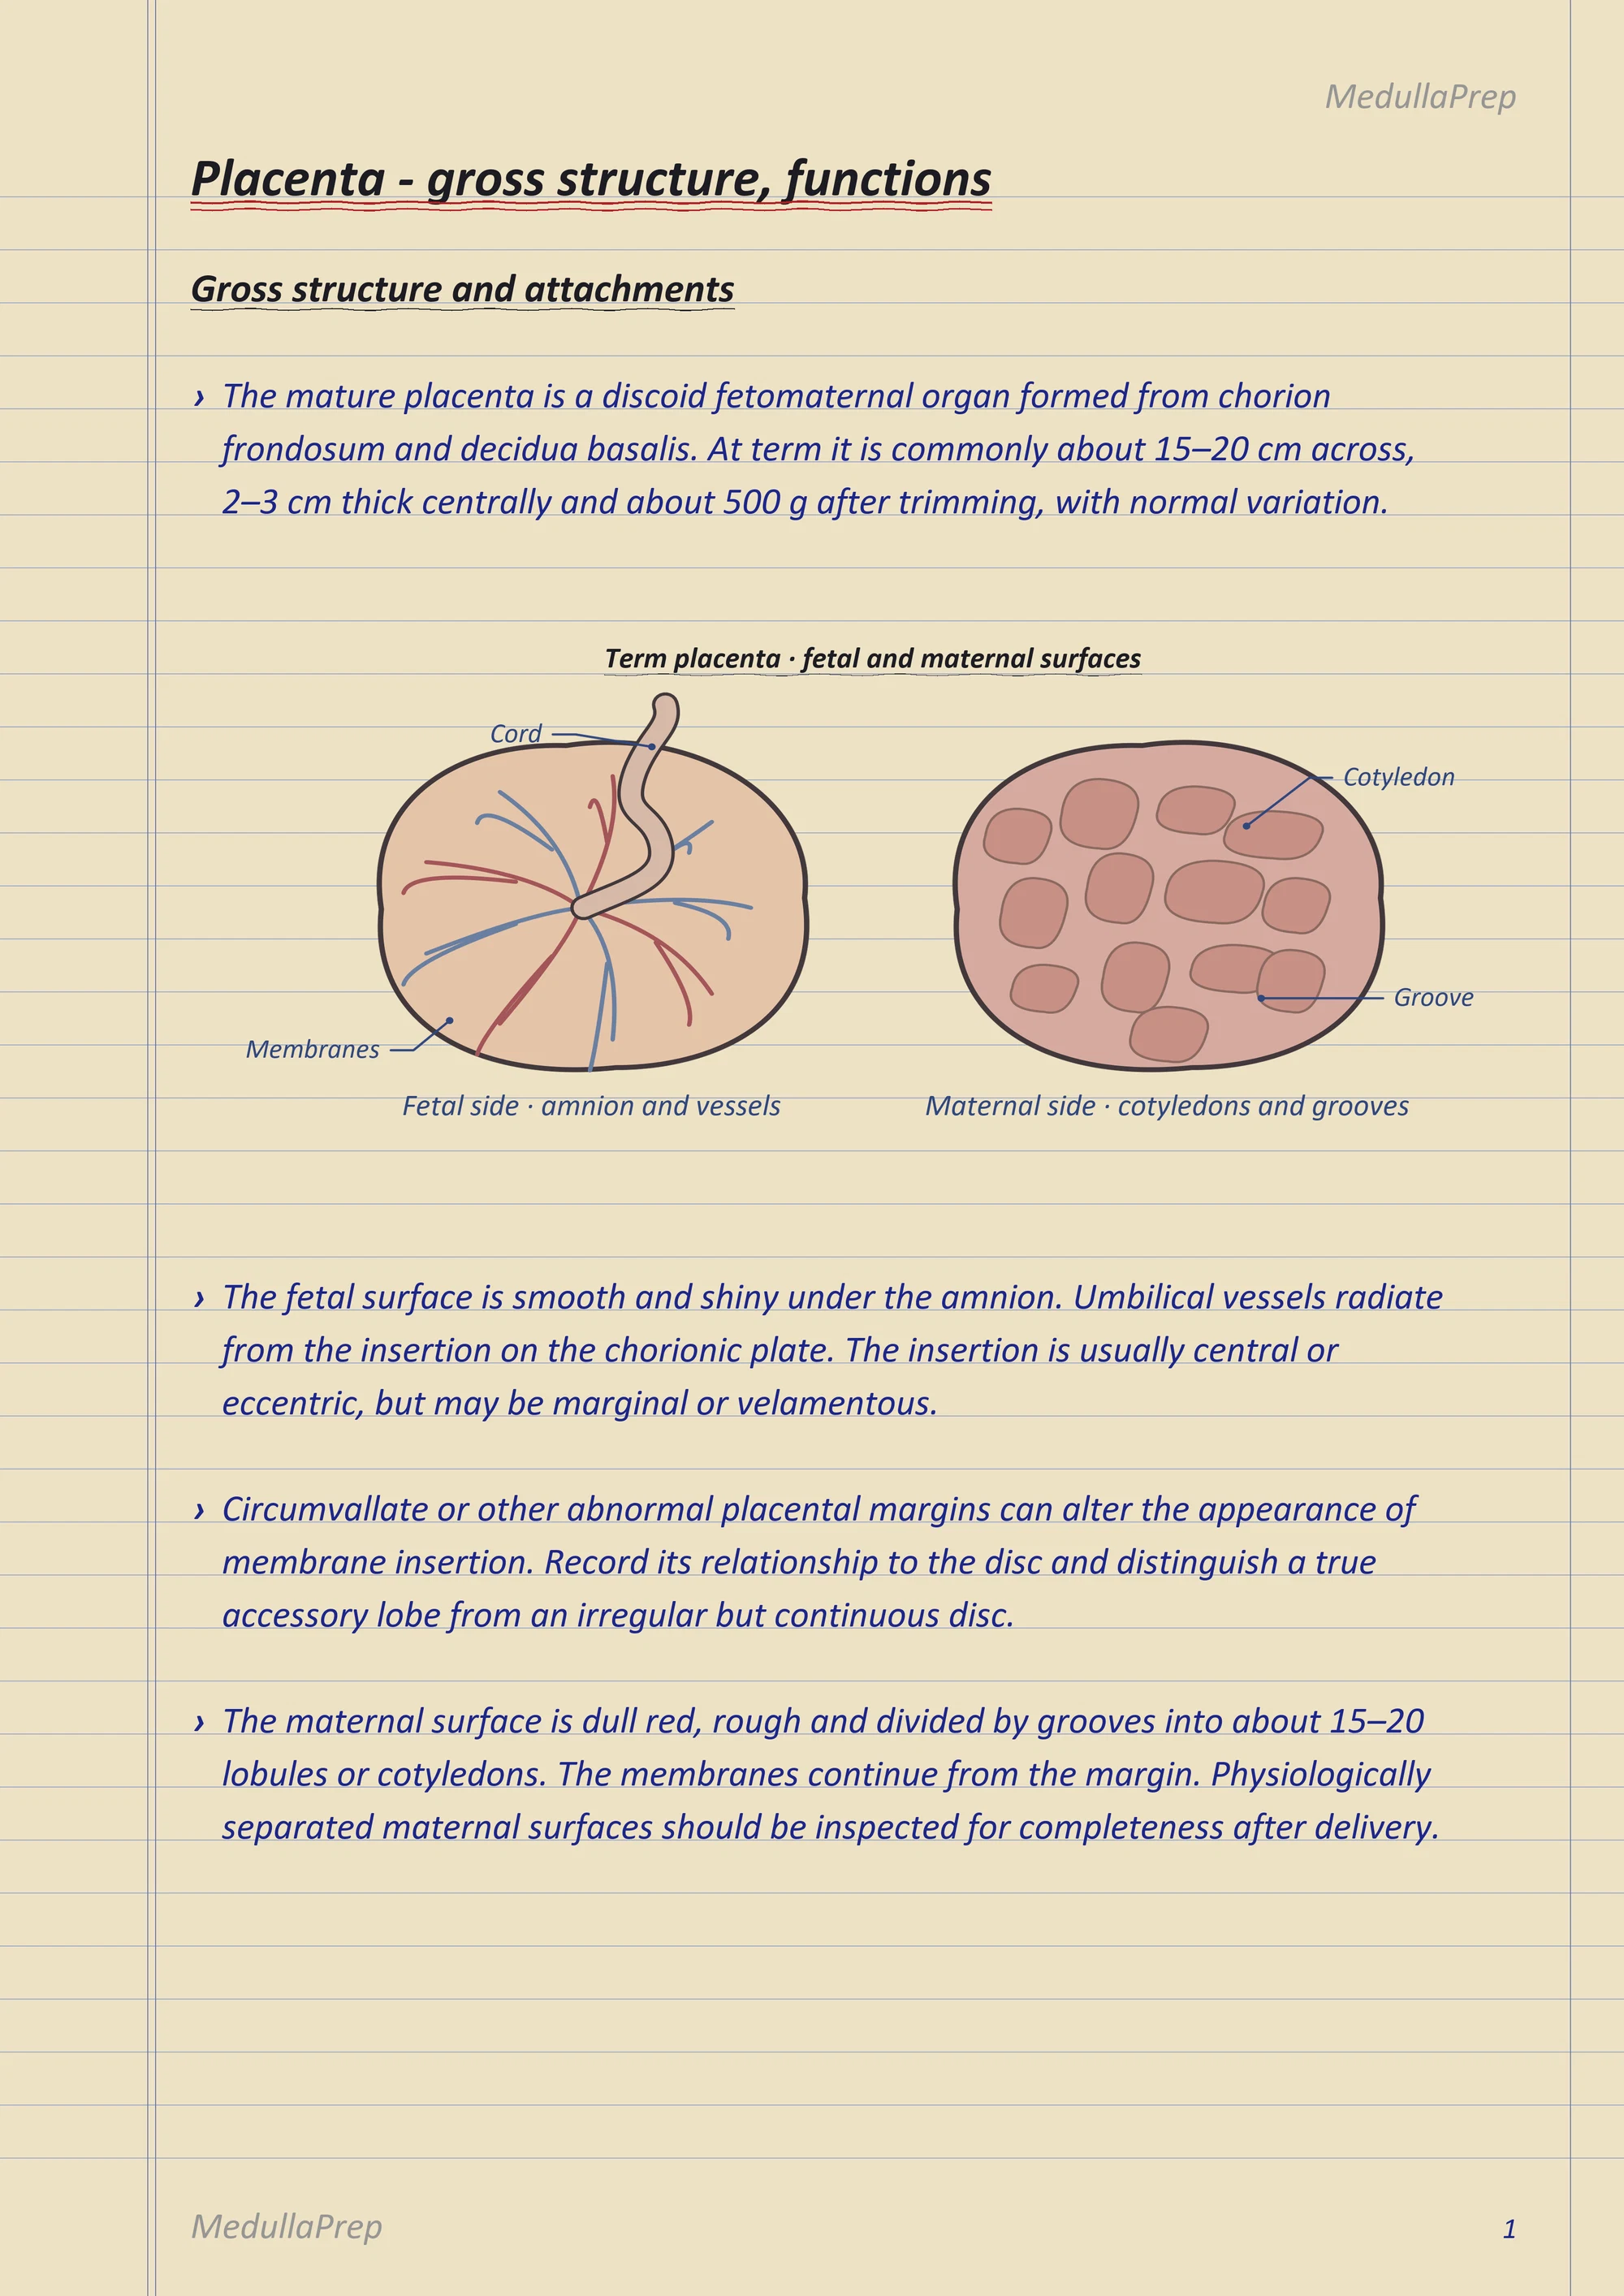 MedullaPrep
Placenta - gross structure, functions
Gross structure and attachments
› The mature placenta is a discoid fetomaternal organ formed from chorion
frondosum and decidua basalis. At term it is commonly about 15–20 cm across,
2–3 cm thick centrally and about 500 g after trimming, with normal variation.
Term placenta · fetal and maternal surfaces
Cord
Cotyledon
Groove
Membranes
Fetal side · amnion and vessels
Maternal side · cotyledons and grooves
› The fetal surface is smooth and shiny under the amnion. Umbilical vessels radiate
from the insertion on the chorionic plate. The insertion is usually central or
eccentric, but may be marginal or velamentous.
› Circumvallate or other abnormal placental margins can alter the appearance of
membrane insertion. Record its relationship to the disc and distinguish a true
accessory lobe from an irregular but continuous disc.
› The maternal surface is dull red, rough and divided by grooves into about 15–20
lobules or cotyledons. The membranes continue from the margin. Physiologically
separated maternal surfaces should be inspected for completeness after delivery.
MedullaPrep
1